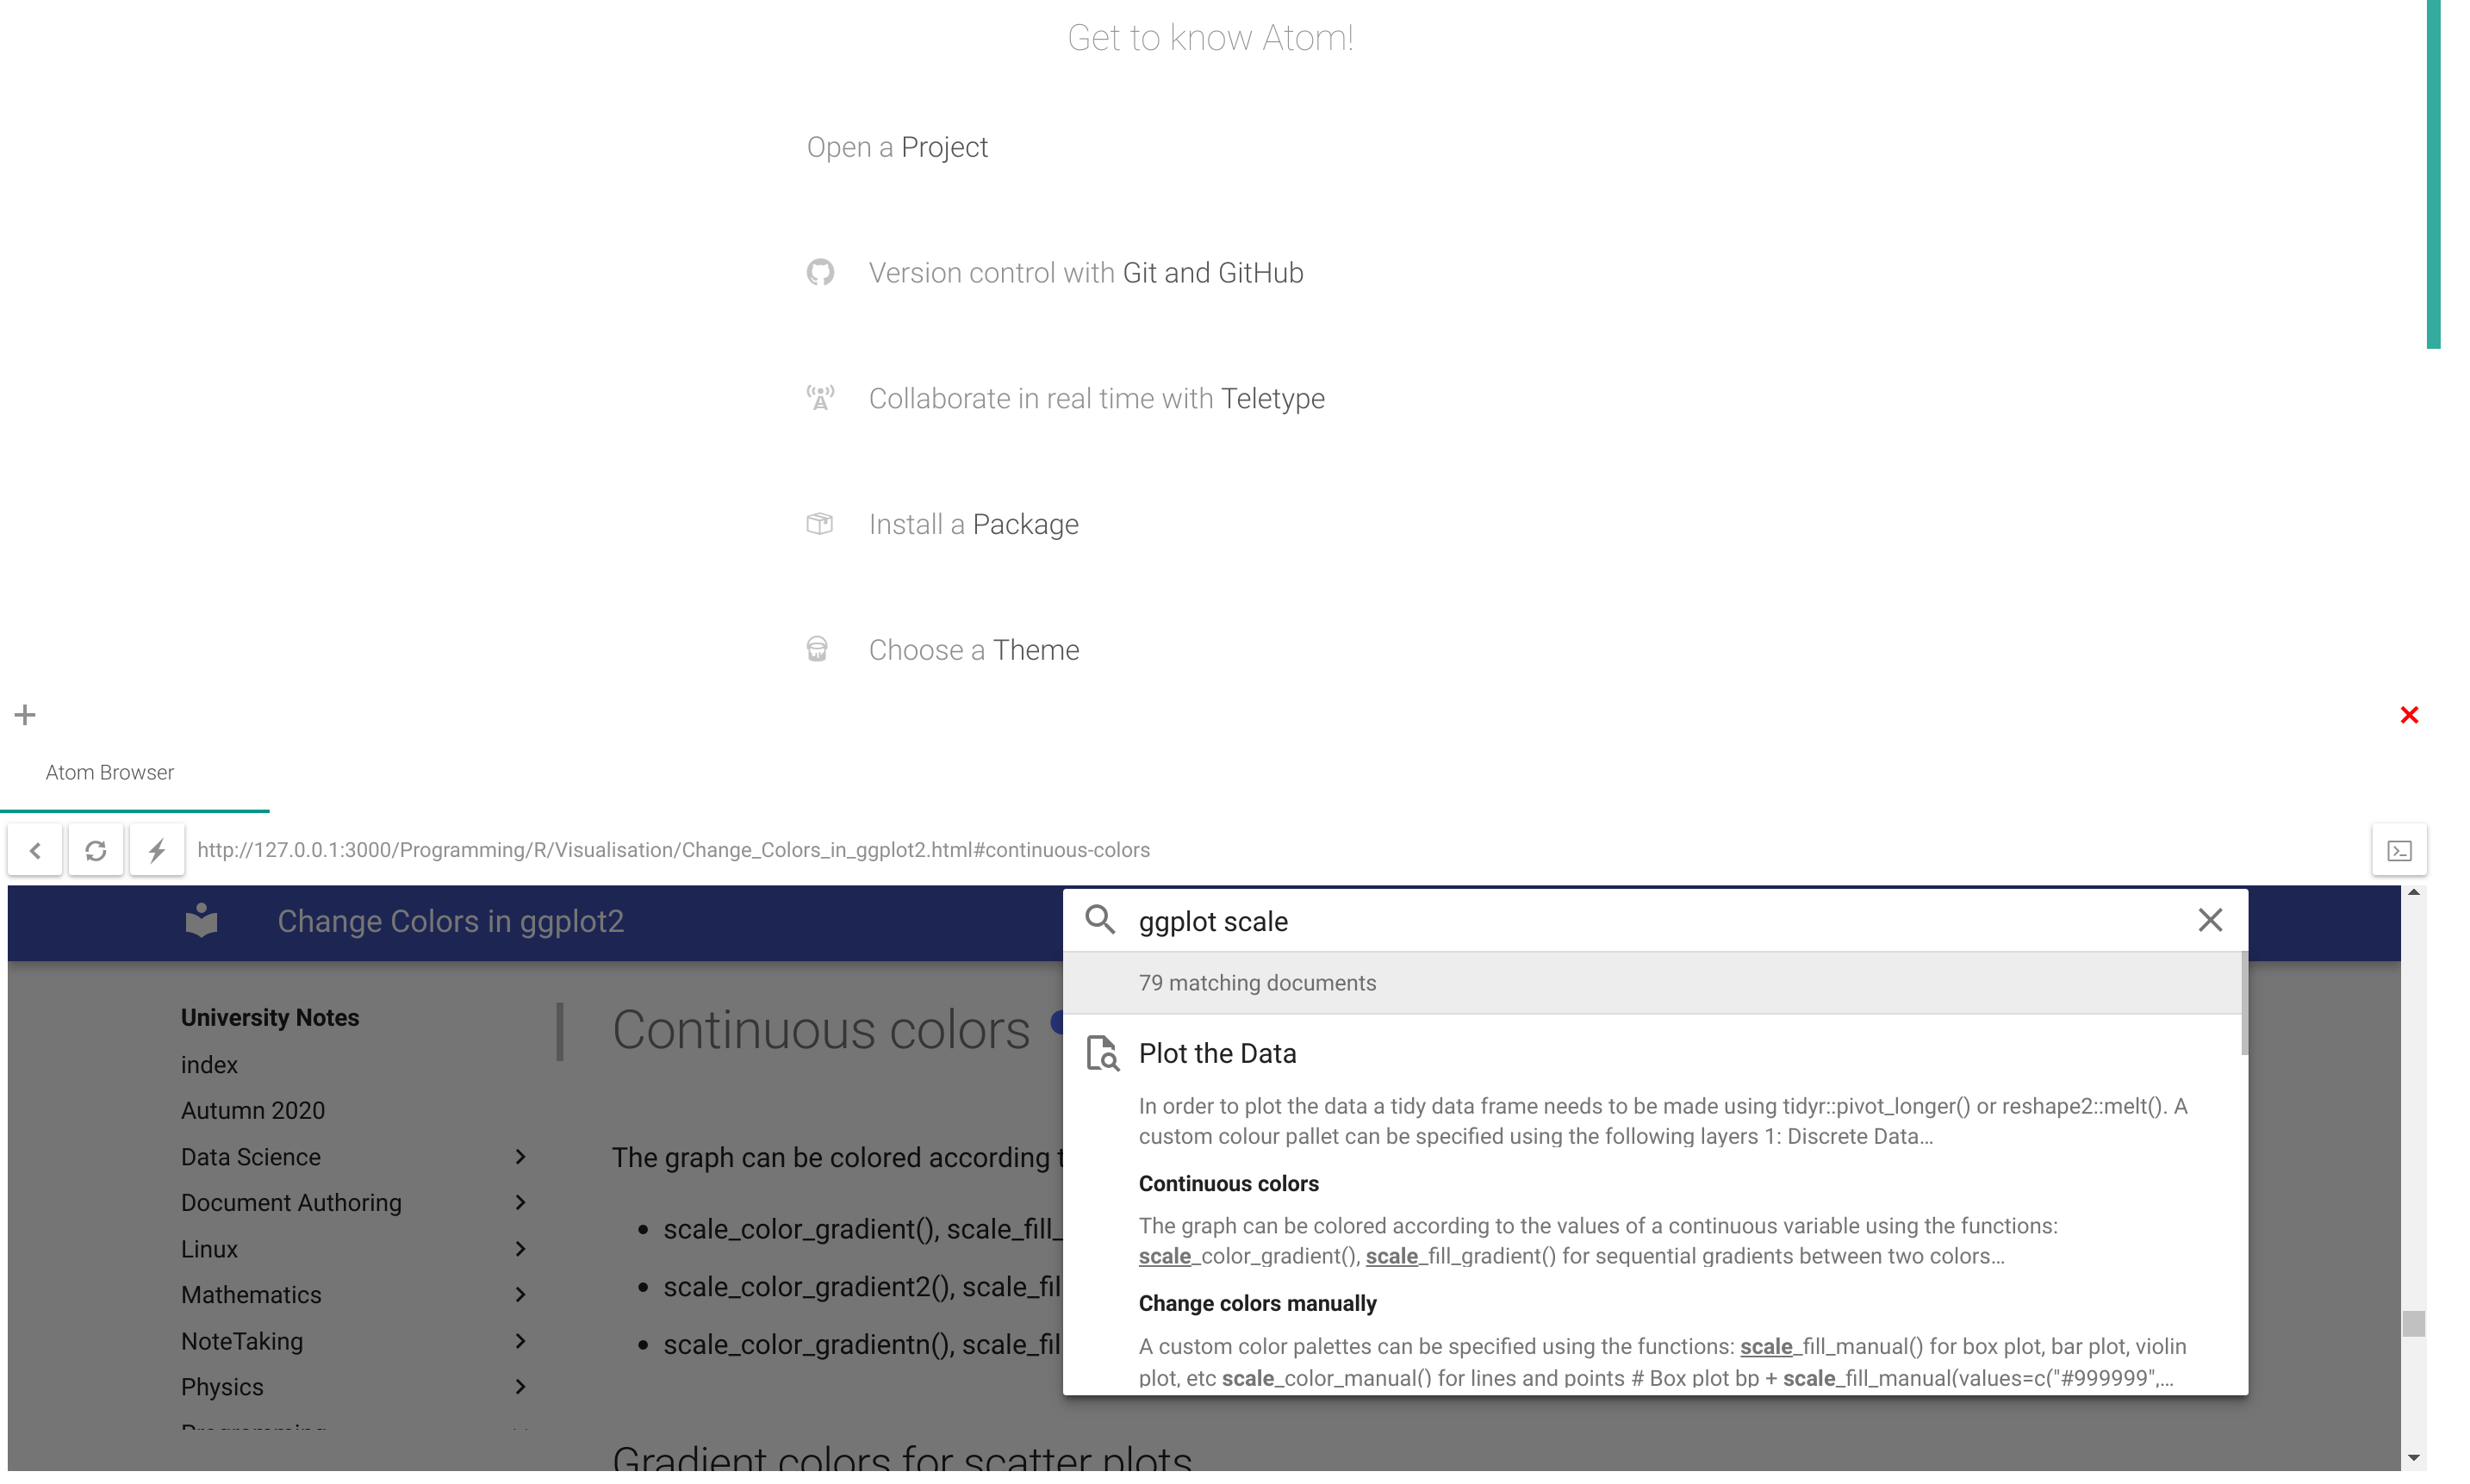 Get to know Atom!
Open a Project
Version control with Git and GitHub
Collaborate in real time with Teletype
Install a Package
Choose a Theme
Atom Browser
http://127.0.0.1:3000/Programming/R/Visualisation/Change_Colors_in_ggplot2.html#continuous-colors
Change Colors in ggplot2
University Notes
index
Autumn 2020
Data Science
Document Authoring
Linux
Mathematics
NoteTaking
Physics
Programming
Continuous colors
The graph can be colored according
scale_color_gradient(), scale_fill_
scale_color_gradient2(), scale_fil
scale_color_gradientn(), scale_fil
Gradient colors for scatter plots
ggplot scale
79 matching documents
Plot the Data
In order to plot the data a tidy data frame needs to be made using tidyr::pivot_longer() or reshape2::melt(). A
custom colour pallet can be specified using the following layers 1: Discrete Data…
Continuous colors
The graph can be colored according to the values of a continuous variable using the functions:
scale_color_gradient(), scale_fill_gradient() for sequential gradients between two colors…
Change colors manually
A custom color palettes can be specified using the functions: scale_fill_manual() for box plot, bar plot, violin
plot, etc scale_color_manual() for lines and points # Box plot bp + scale_fill_manual(values=c("#999999",…